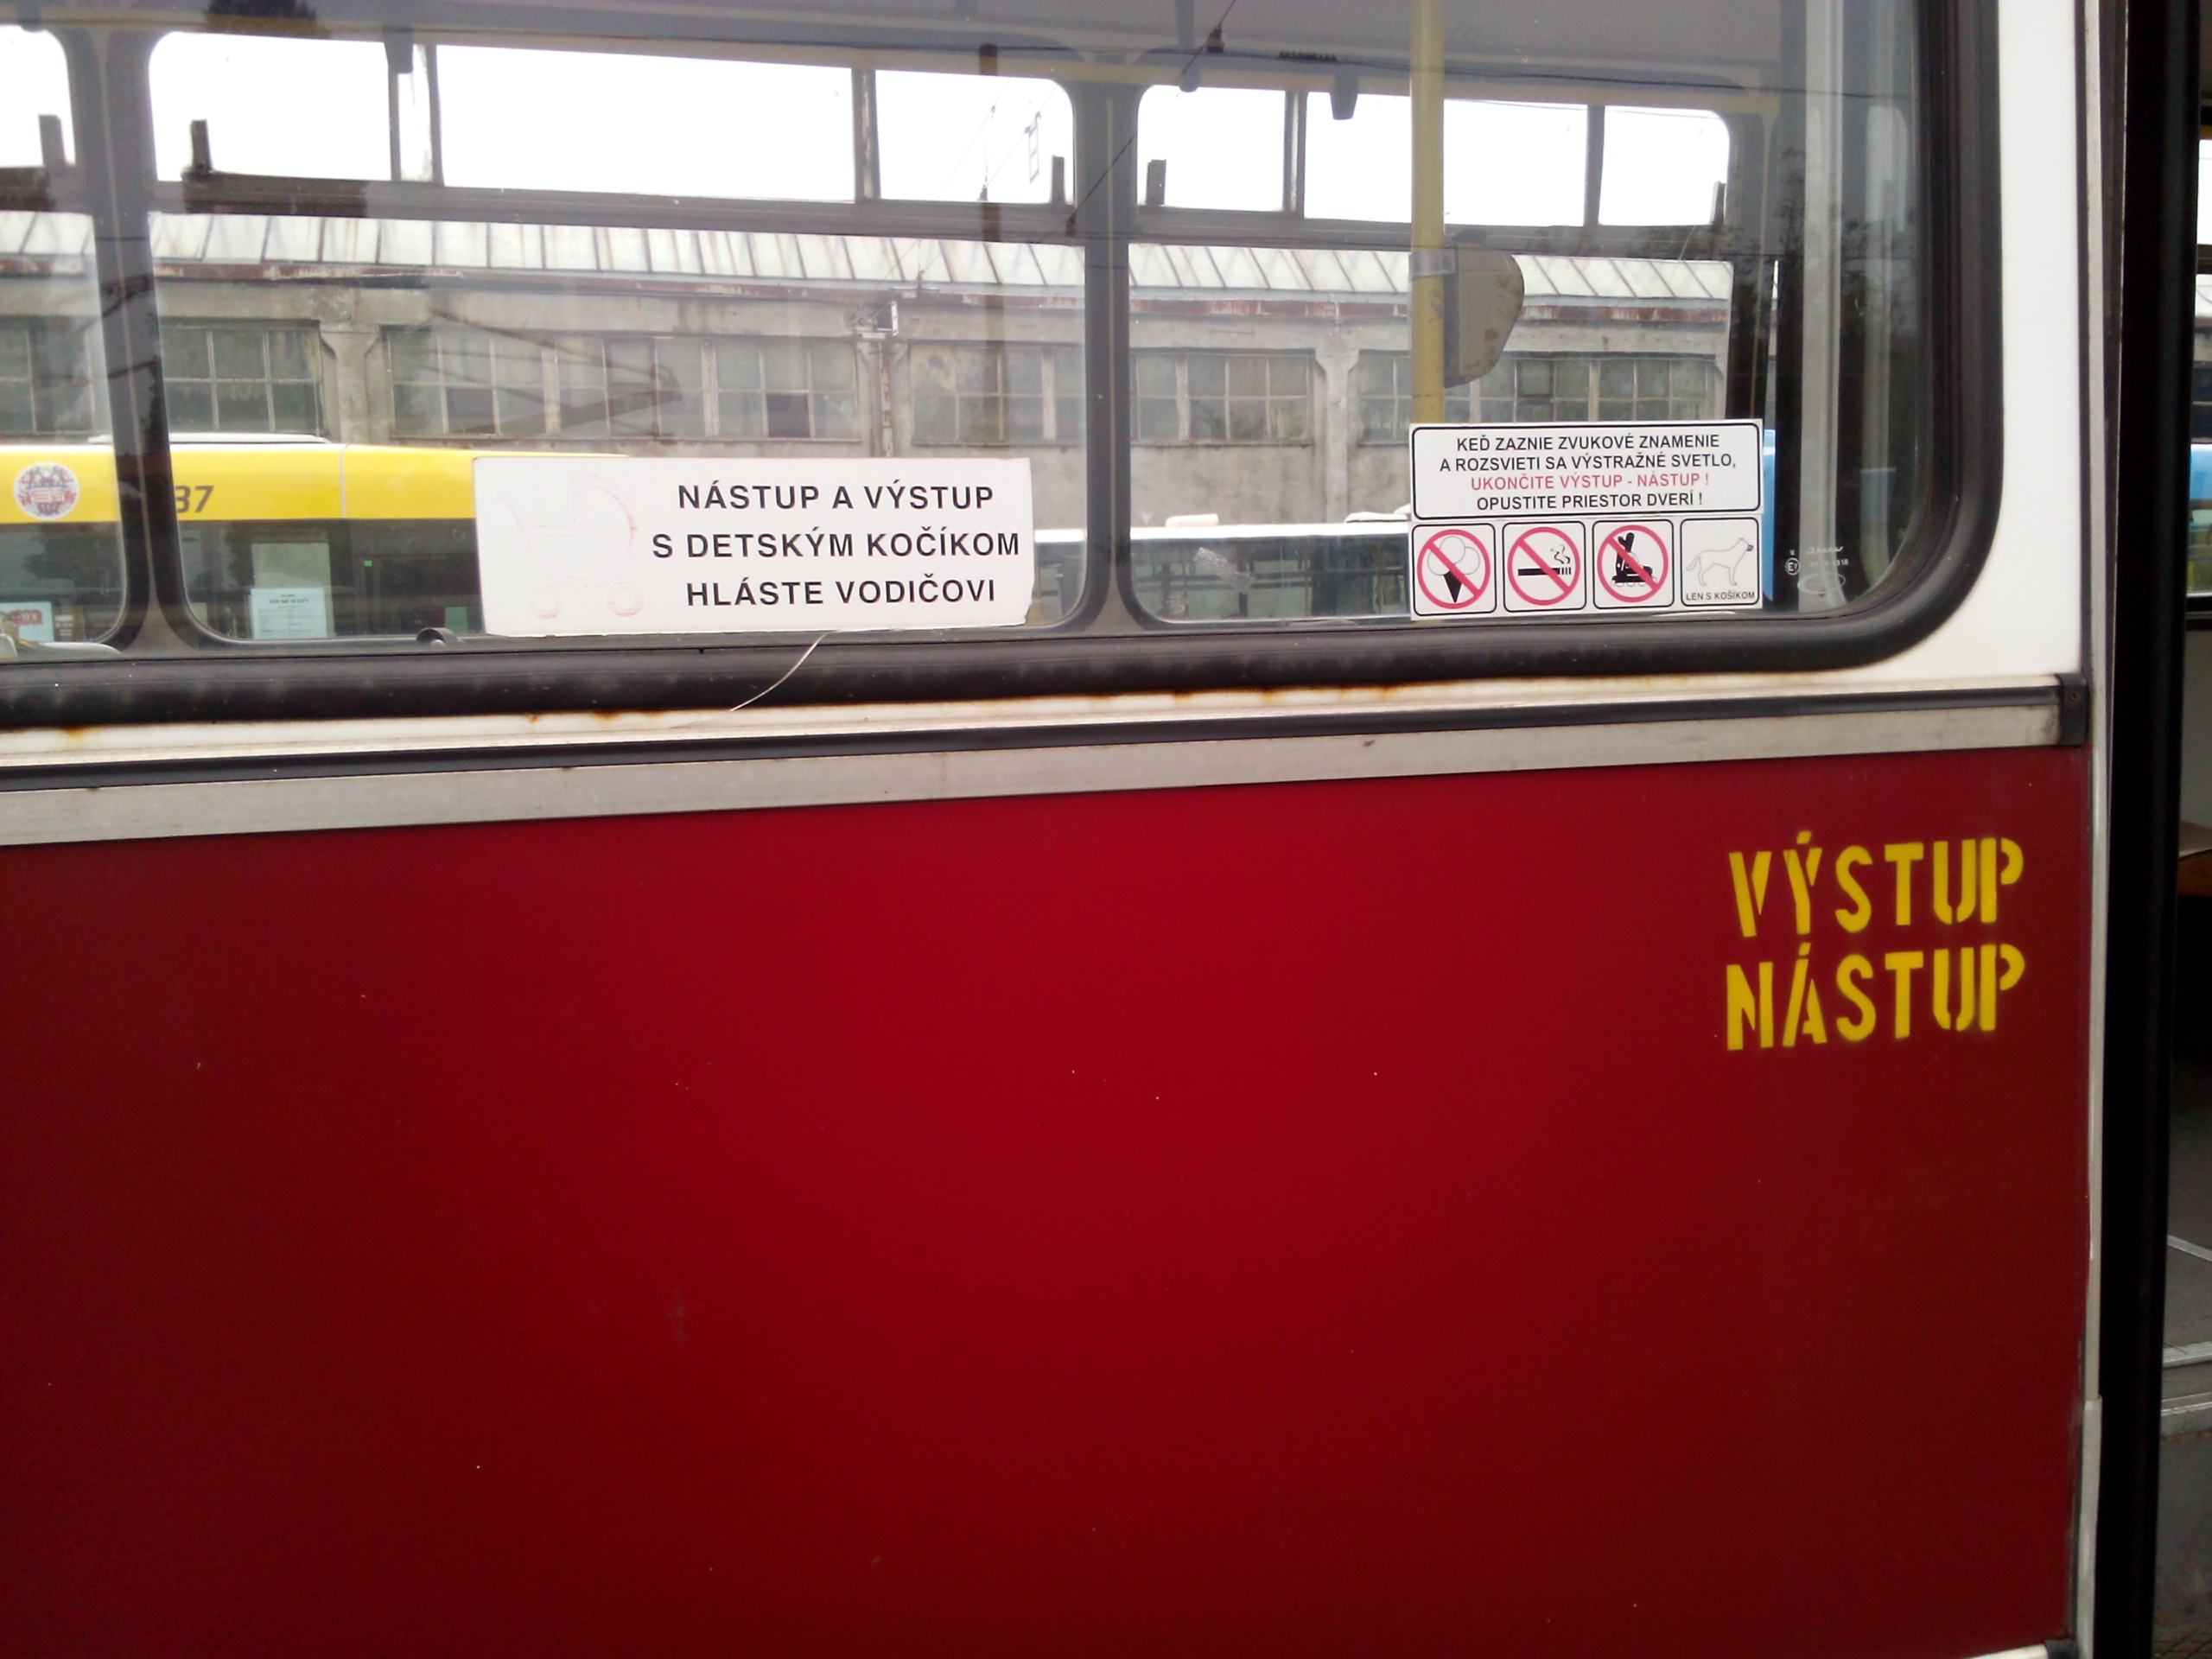 37
NÁSTUP A VÝSTUP
S DETSKÝM KOČÍKOM
HLÁSTE VODIČOVI
KEĎ ZAZNIE ZVUKOVÉ ZNAMENIE
A ROZSVIETI SA VÝSTRAŽNÉ SVETLO,
UKONČITE VÝSTUP - NÁSTUP !
OPUSTITE PRIESTOR DVERÍ !
LEN S KOŠÍKOM
VÝSTUP
NÁSTUP